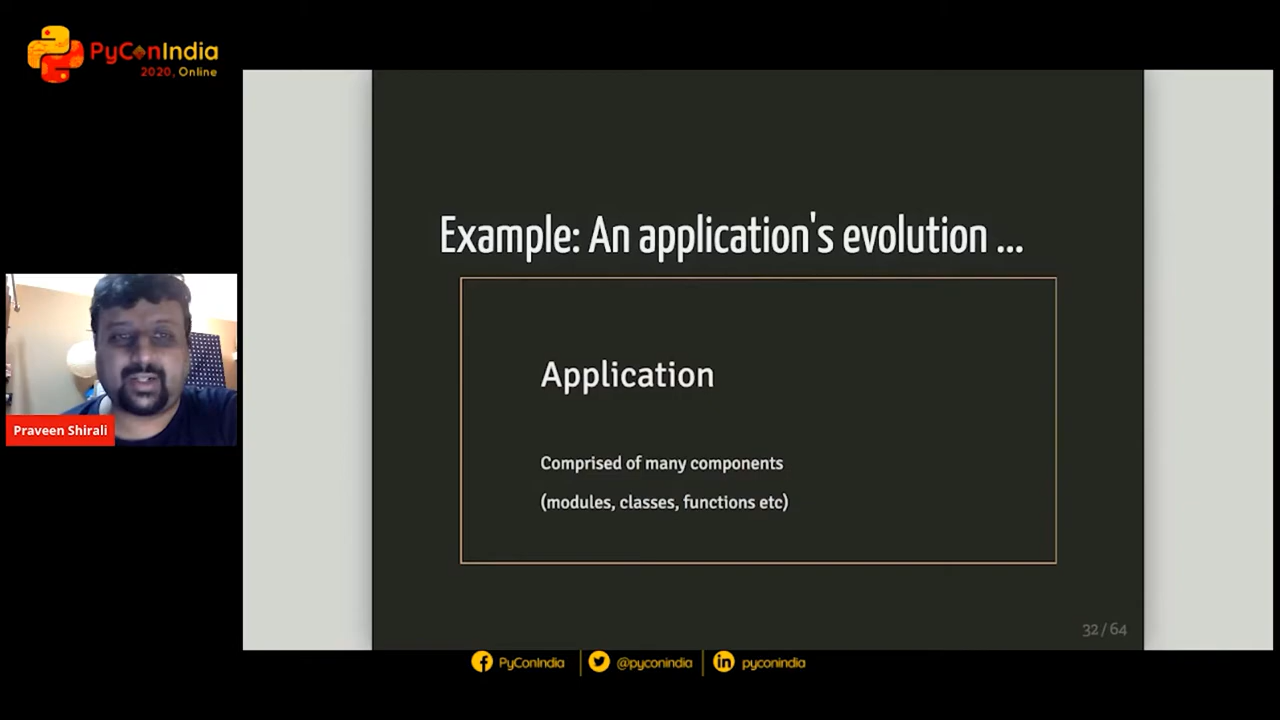 PyConIndia
2020, Online
Example: An application's evolution ...
Application
Comprised of many components
(modules, classes, functions etc)
Praveen Shirali
32/64
PyConIndia
@pyconindia
pyconindia